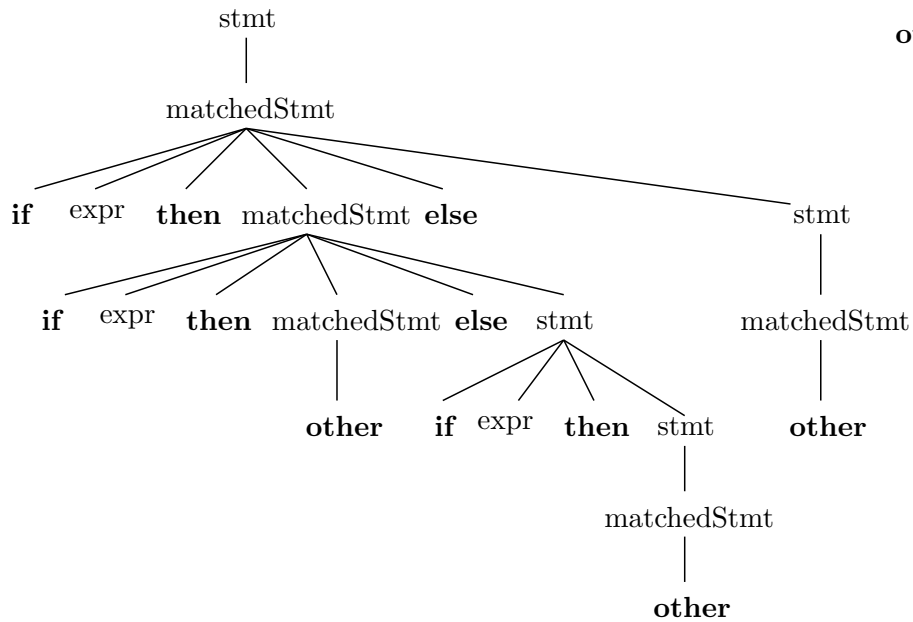 stmt
matchedStmt
if expr then matchedStmt else stmt
if expr then matchedStmt else stmt matchedStmt
other if expr then stmt other
matchedStmt
other